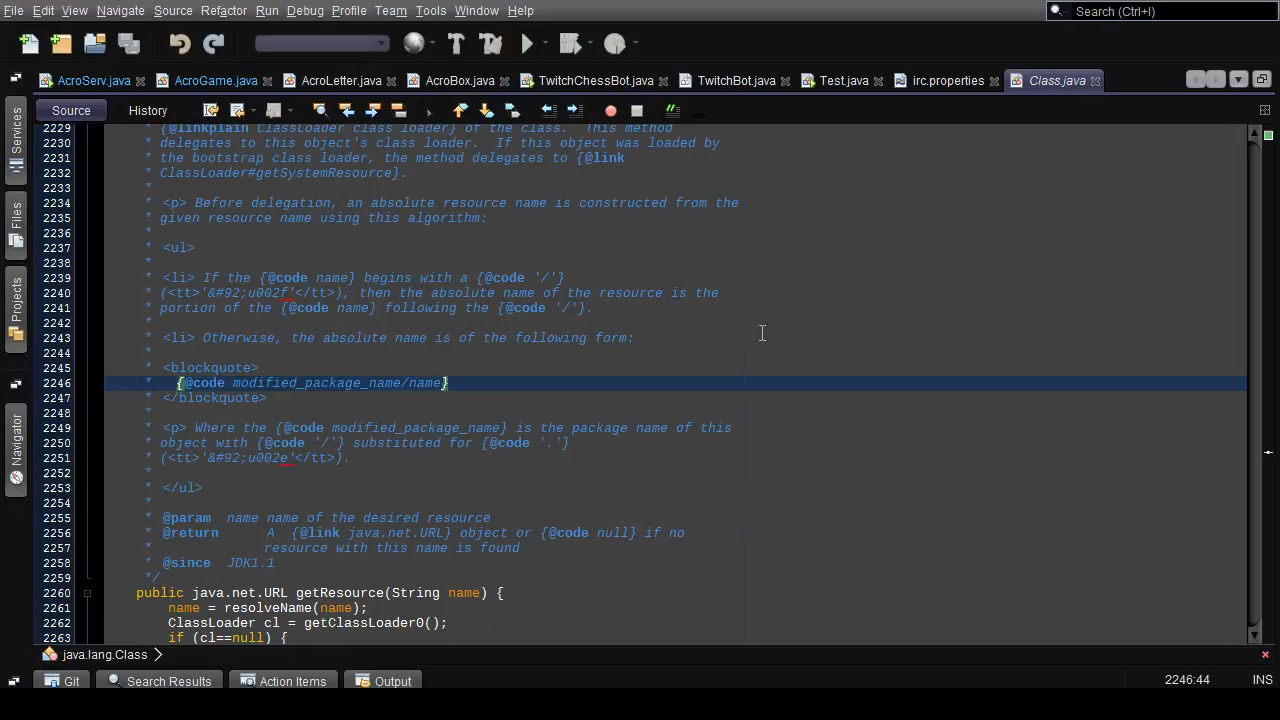 File Edit View Navigate Source Refactor Run Debug Profile Team Tools Window Help Search (Ctrl+I)
AcroServ.java AcroGame.java AcroLetter.java AcroBox.java TwitchChessBot.java TwitchBot.java Test.java irc.properties Class.java
Source History
Services
Files
Projects
Navigator
2229 * {@linkplain ClassLoader class loader} of the class. This method
2230 * delegates to this object's class loader. If this object was loaded by
2231 * the bootstrap class loader, the method delegates to {@link
2232 * ClassLoader#getSystemResource}.
2233 *
2234 * <p> Before delegation, an absolute resource name is constructed from the
2235 * given resource name using this algorithm:
2236 *
2237 * <ul>
2238 *
2239 * <li> If the {@code name} begins with a {@code '/'}
2240 * (<tt>'&#92;u002f'</tt>), then the absolute name of the resource is the
2241 * portion of the {@code name} following the {@code '/'}.
2242 *
2243 * <li> Otherwise, the absolute name is of the following form:
2244 *
2245 * <blockquote>
2246 * {@code modified_package_name/name}
2247 * </blockquote>
2248 *
2249 * <p> Where the {@code modified_package_name} is the package name of this
2250 * object with {@code '/'} substituted for {@code '.'}
2251 * (<tt>'&#92;u002e'</tt>).
2252 *
2253 * </ul>
2254 *
2255 * @param name name of the desired resource
2256 * @return A {@link java.net.URL} object or {@code null} if no
2257 * resource with this name is found
2258 * @since JDK1.1
2259 */
2260 public java.net.URL getResource(String name) {
2261 name = resolveName(name);
2262 ClassLoader cl = getClassLoader0();
2263 if (cl==null) {
java.lang.Class
Git Search Results Action Items Output 2246:44 INS